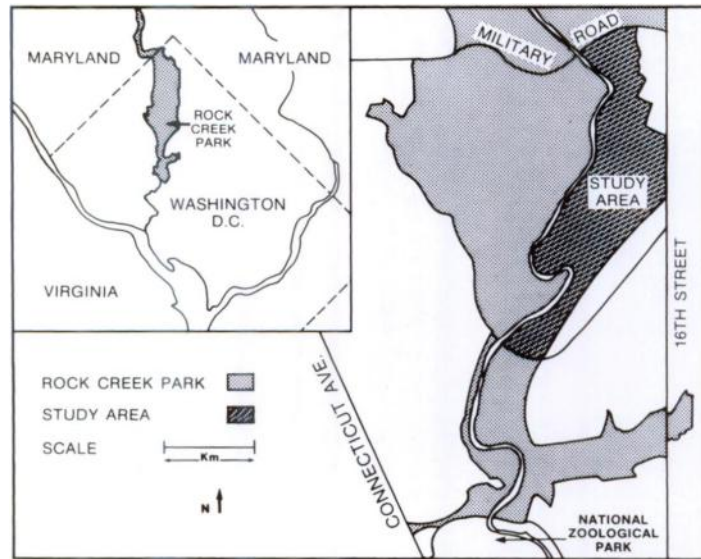 MARYLAND
MARYLAND
ROCK
CREEK
PARK
WASHINGTON
D.C.
VIRGINIA
ROCK CREEK PARK
STUDY AREA
SCALE
Km
N
MILITARY
ROAD
STUDY
AREA
16TH STREET
CONNECTICUT AVE.
NATIONAL
ZOOLOGICAL
PARK